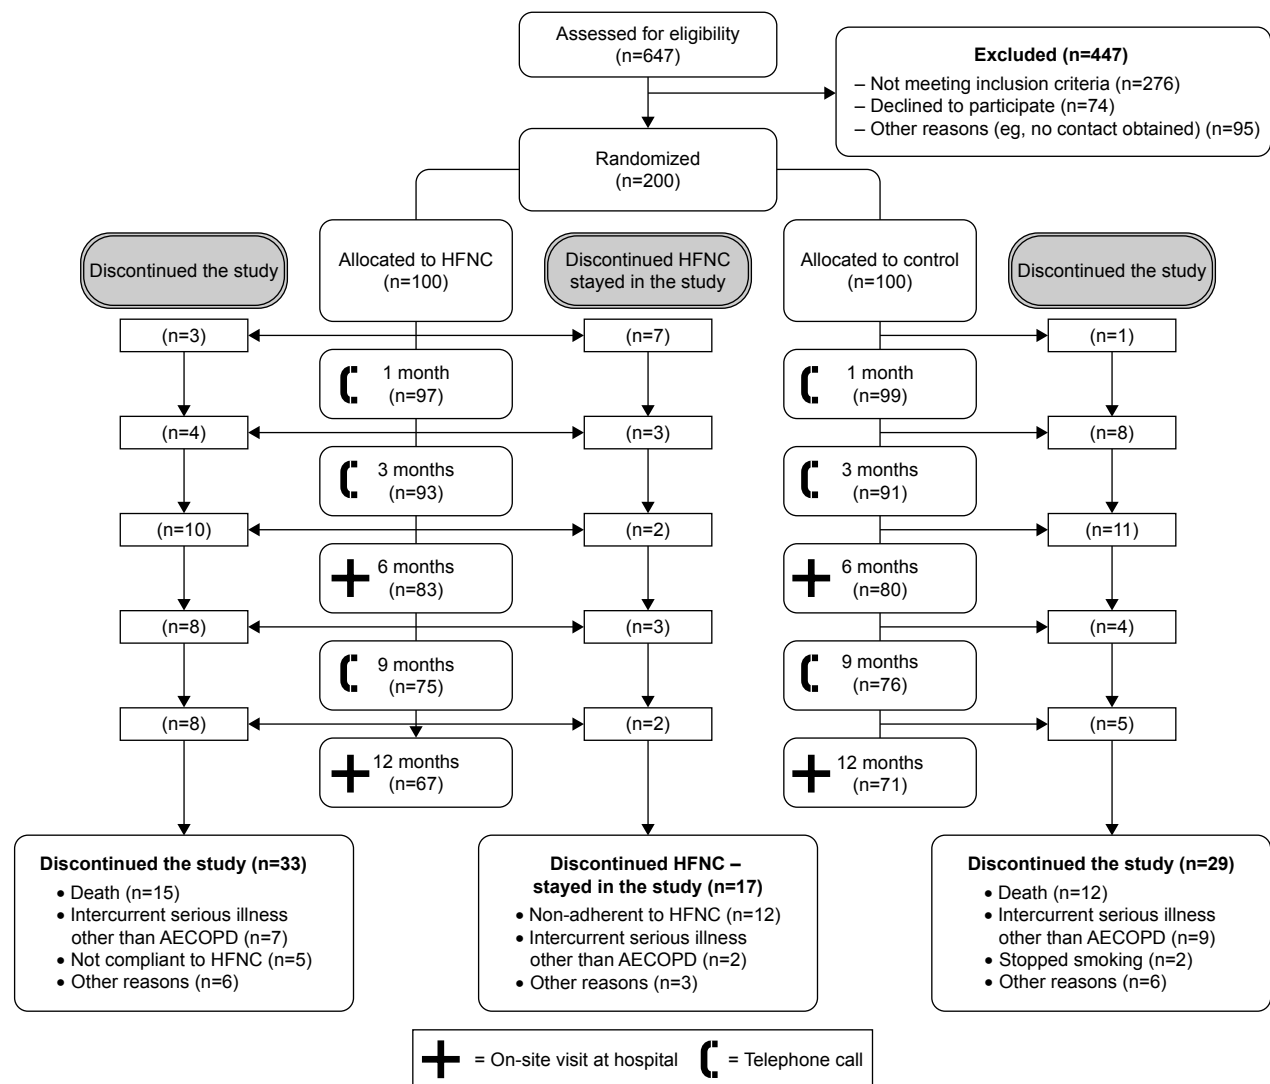 Assessed for eligibility
(n=647)
Excluded (n=447)
– Not meeting inclusion criteria (n=276)
– Declined to participate (n=74)
– Other reasons (eg, no contact obtained) (n=95)
Randomized
(n=200)
Discontinued the study
Allocated to HFNC
(n=100)
Discontinued HFNC
stayed in the study
Allocated to control
(n=100)
Discontinued the study
(n=3)
(n=7)
(n=1)
1 month
(n=97)
1 month
(n=99)
(n=4)
(n=3)
(n=8)
3 months
(n=93)
3 months
(n=91)
(n=10)
(n=2)
(n=11)
6 months
(n=83)
6 months
(n=80)
(n=8)
(n=3)
(n=4)
9 months
(n=75)
9 months
(n=76)
(n=8)
(n=2)
(n=5)
12 months
(n=67)
12 months
(n=71)
Discontinued the study (n=33)
• Death (n=15)
• Intercurrent serious illness
other than AECOPD (n=7)
• Not compliant to HFNC (n=5)
• Other reasons (n=6)
Discontinued HFNC –
stayed in the study (n=17)
• Non-adherent to HFNC (n=12)
• Intercurrent serious illness
other than AECOPD (n=2)
• Other reasons (n=3)
Discontinued the study (n=29)
• Death (n=12)
• Intercurrent serious illness
other than AECOPD (n=9)
• Stopped smoking (n=2)
• Other reasons (n=6)
= On-site visit at hospital
= Telephone call